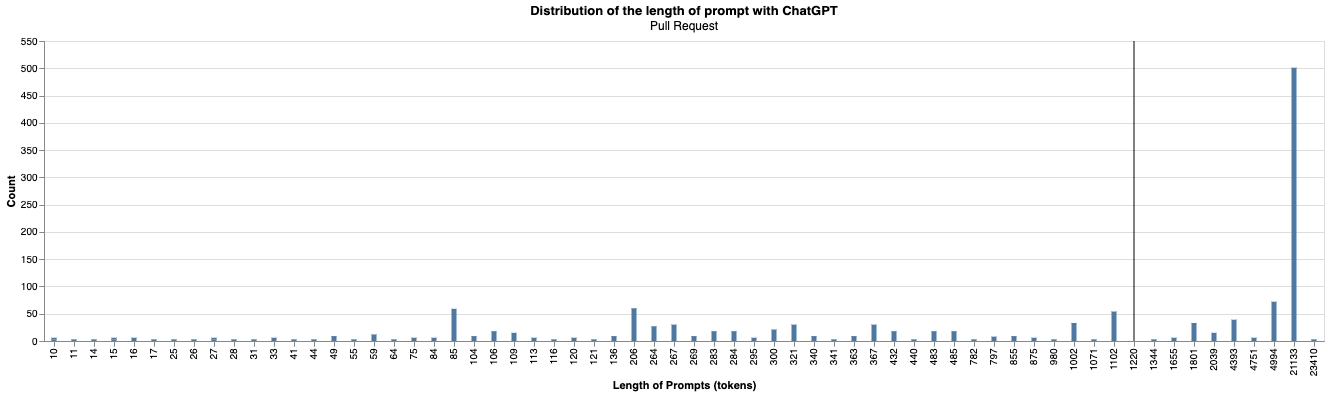 Distribution of the length of prompt with ChatGPT
Pull Request
550
500
450
400
350
300
250
200
150
100
50
0
Count
10 11 14 15 16 17 25 26 27 28 31 33 41 44 49 55 59 64 75 84 85 104 106 109 113 116 120 121 136 206 264 267 269 283 284 295 300 321 340 341 363 367 432 440 483 485 782 797 855 875 980 1002 1071 1102 1220 1344 1655 1801 2039 4393 4751 4994 21133 23410
Length of Prompts (tokens)